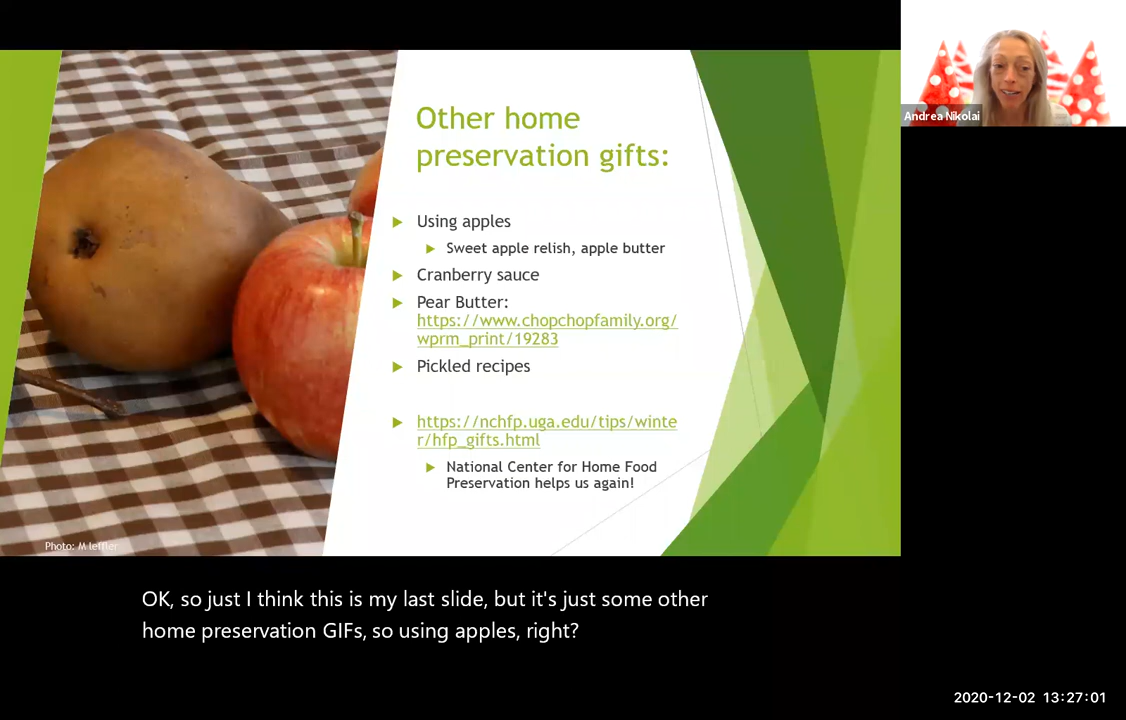 Andrea Nikolai
Other home
preservation gifts:
Using apples
Sweet apple relish, apple butter
Cranberry sauce
Pear Butter:
https://www.chopchopfamily.org/
wprm_print/19283
Pickled recipes
https://nchfp.uga.edu/tips/winte
r/hfp_gifts.html
National Center for Home Food
Preservation helps us again!
Photo: M leffler
OK, so just I think this is my last slide, but it's just some other
home preservation GIFs, so using apples, right?
2020-12-02 13:27:01